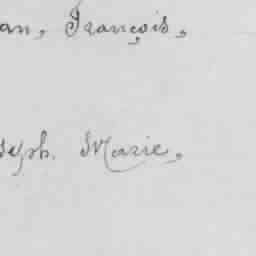 an, François,
seph. Marie,